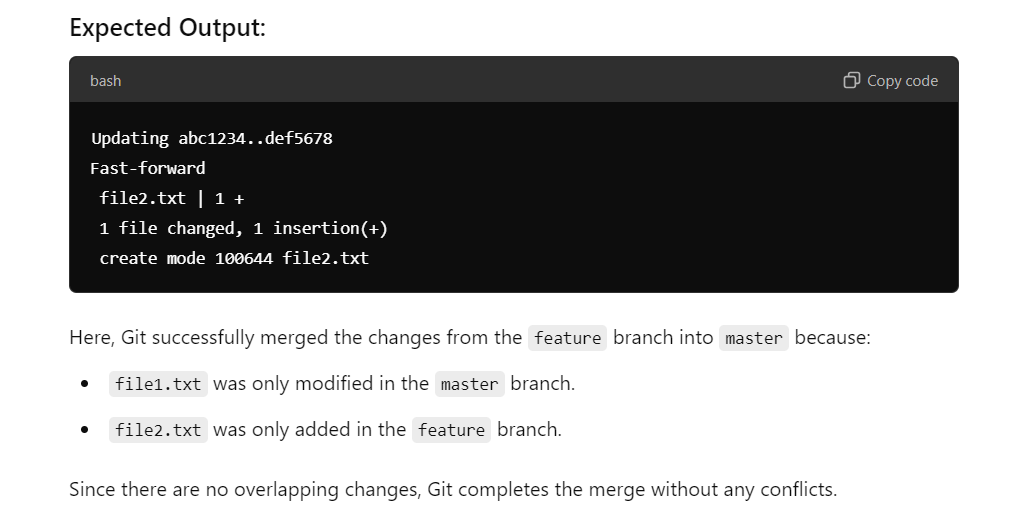 Expected Output:
bash
Copy code
Updating abc1234..def5678
Fast-forward
 file2.txt | 1 +
 1 file changed, 1 insertion(+)
 create mode 100644 file2.txt
Here, Git successfully merged the changes from the feature branch into master because:
• file1.txt was only modified in the master branch.
• file2.txt was only added in the feature branch.
Since there are no overlapping changes, Git completes the merge without any conflicts.